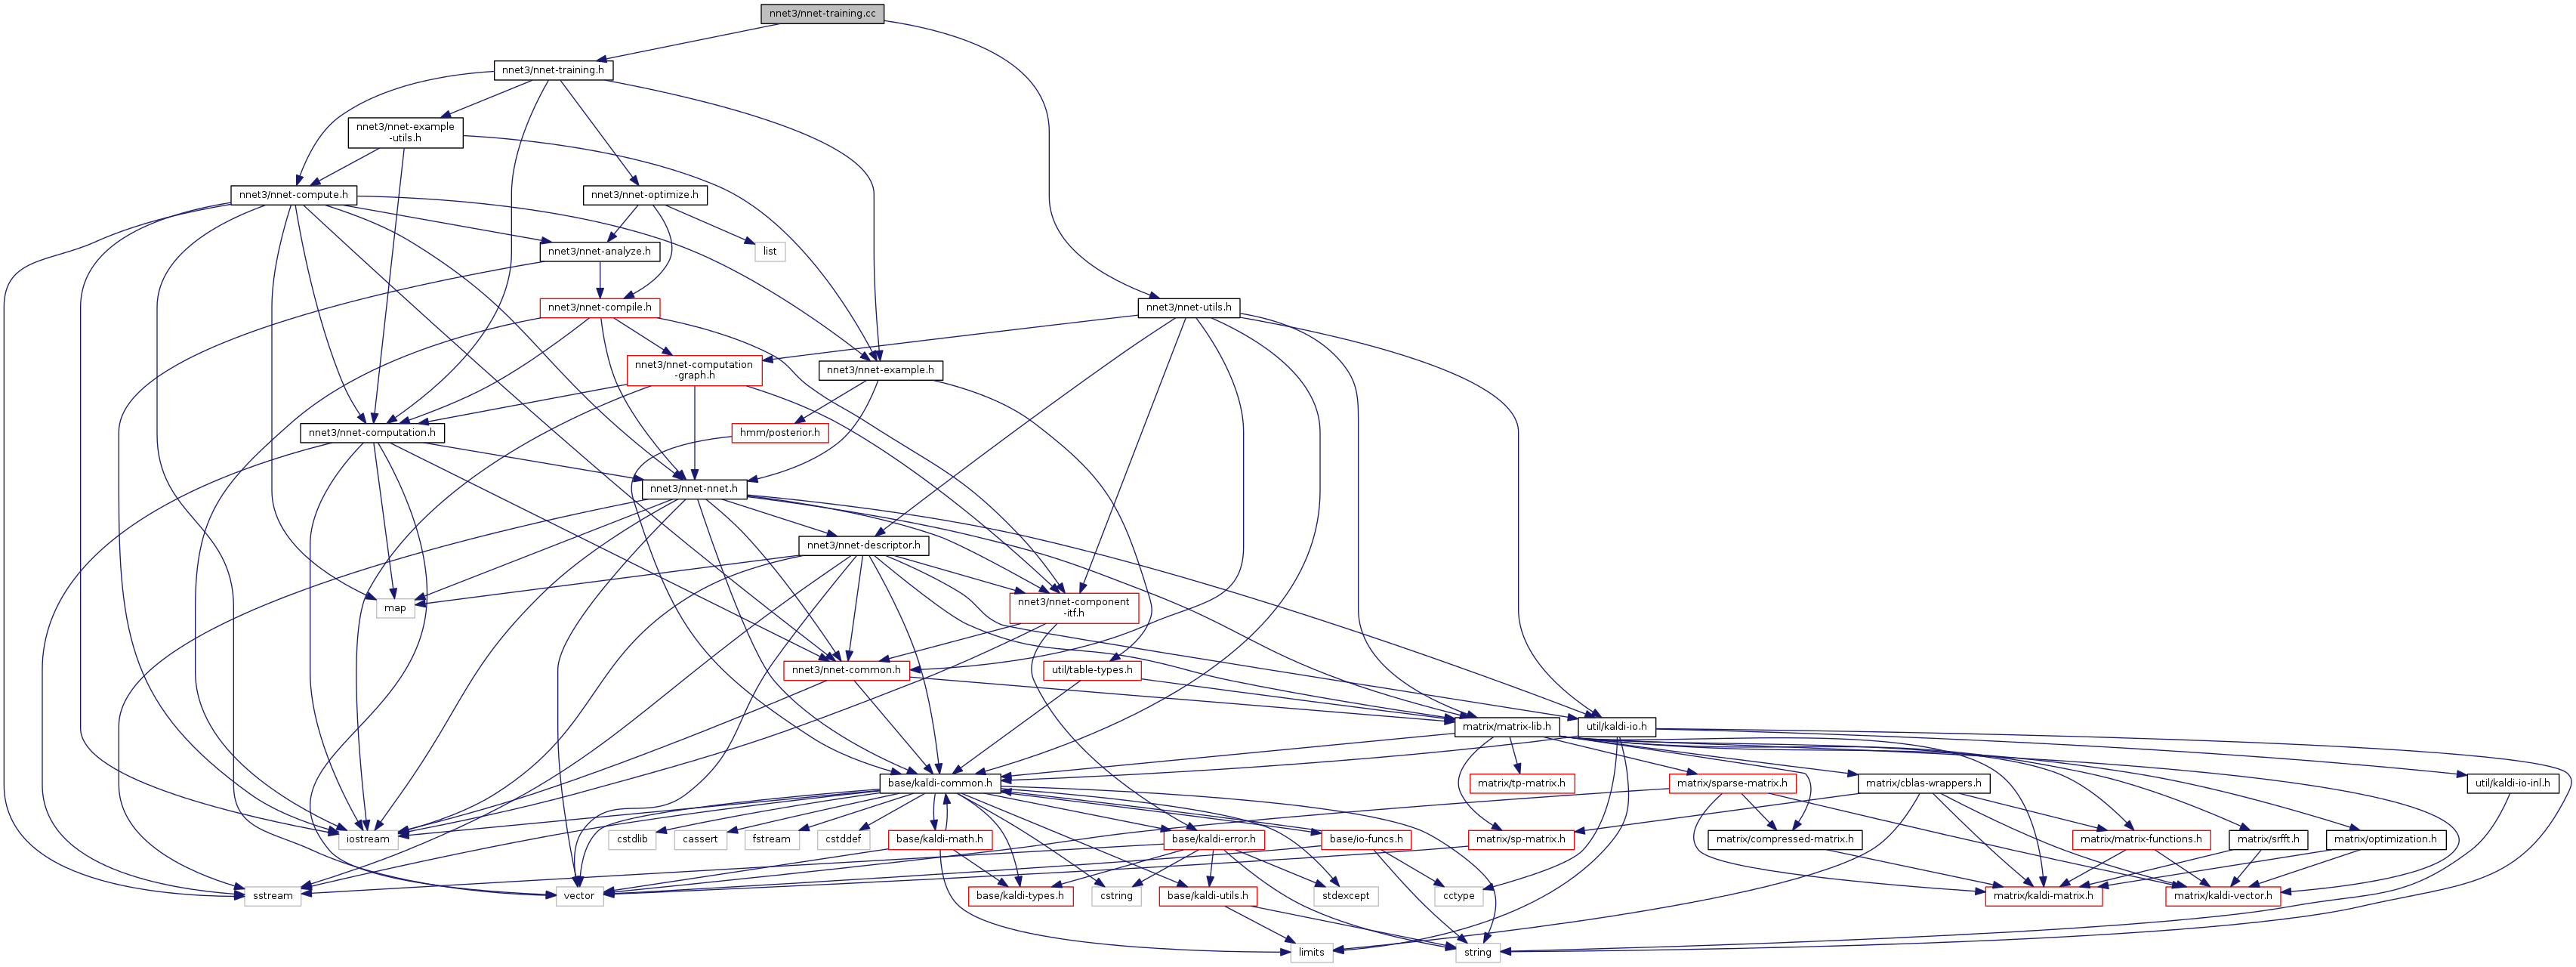 nnet3/nnet-training.cc
nnet3/nnet-training.h
nnet3/nnet-example
-utils.h
nnet3/nnet-compute.h
nnet3/nnet-optimize.h
nnet3/nnet-analyze.h
list
nnet3/nnet-compile.h
nnet3/nnet-utils.h
nnet3/nnet-computation
-graph.h
nnet3/nnet-example.h
nnet3/nnet-computation.h
hmm/posterior.h
nnet3/nnet-nnet.h
nnet3/nnet-descriptor.h
map
nnet3/nnet-component
-itf.h
nnet3/nnet-common.h
util/table-types.h
matrix/matrix-lib.h
util/kaldi-io.h
base/kaldi-common.h
matrix/tp-matrix.h
matrix/sparse-matrix.h
matrix/cblas-wrappers.h
util/kaldi-io-inl.h
iostream
cstdlib
cassert
fstream
cstddef
base/kaldi-math.h
base/kaldi-error.h
base/io-funcs.h
matrix/sp-matrix.h
matrix/compressed-matrix.h
matrix/matrix-functions.h
matrix/srfft.h
matrix/optimization.h
sstream
vector
base/kaldi-types.h
cstring
base/kaldi-utils.h
stdexcept
cctype
matrix/kaldi-matrix.h
matrix/kaldi-vector.h
limits
string